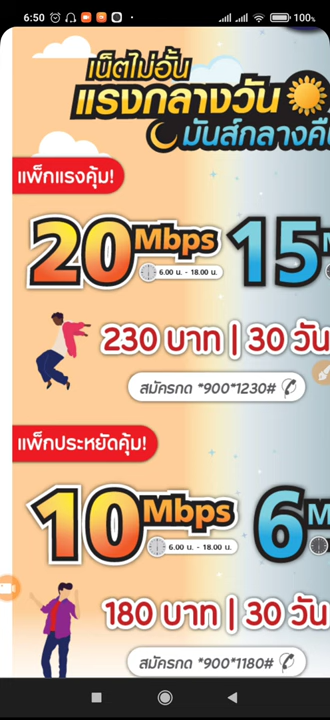 6:50
100%
เน็ตไม่อั้น
แรงกลางวัน
มันส์กลางคื
แพ็กแรงคุ้ม!
20 Mbps 15
6.00 น. - 18.00 น.
230 บาท | 30 วัน
สมัครกด *900*1230#
แพ็กประหยัดคุ้ม!
10 Mbps 6 M
6.00 น. - 18.00 น.
180 บาท | 30 วัน
สมัครกด *900*1180#